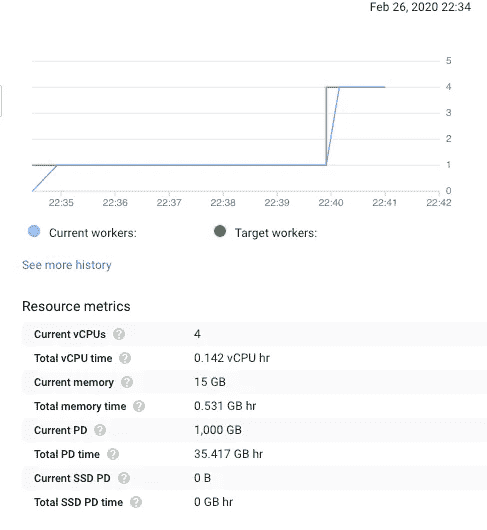 Feb 26, 2020 22:34
5
4
3
2
1
0
22:35 22:36 22:37 22:38 22:39 22:40 22:41 22:42
Current workers: Target workers:
See more history
Resource metrics
Current vCPUs ? 4
Total vCPU time ? 0.142 vCPU hr
Current memory ? 15 GB
Total memory time ? 0.531 GB hr
Current PD ? 1,000 GB
Total PD time ? 35.417 GB hr
Current SSD PD ? 0 B
Total SSD PD time ? 0 GB hr